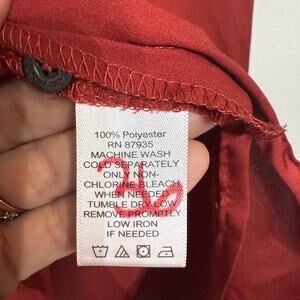 100% Polyester
RN 87935
MACHINE WASH
COLD SEPARATELY
ONLY NON-
CHLORINE BLEACH
WHEN NEEDED
TUMBLE DRY LOW
REMOVE PROMPTLY
LOW IRON
IF NEEDED